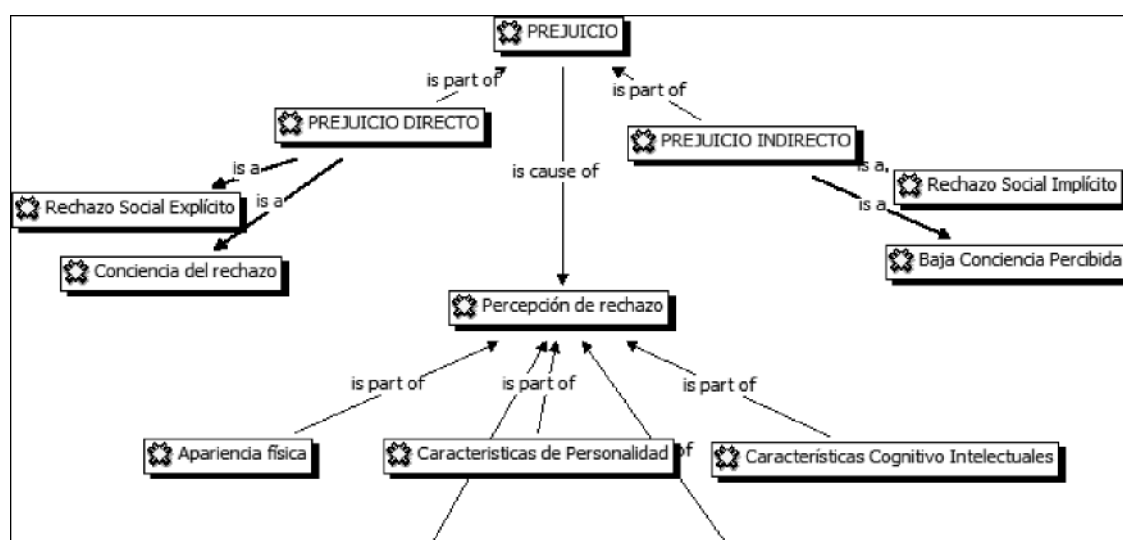 PREJUICIO
is part of
is part of
PREJUICIO DIRECTO
PREJUICIO INDIRECTO
is a
is cause of
is a
Rechazo Social Implícito
Rechazo Social Explícito
is a
is a
Conciencia del rechazo
Baja Conciencia Percibida
Percepción de rechazo
is part of
is part of
is part of
Apariencia física
Caracteristicas de Personalidad
of
Características Cognitivo Intelectuales